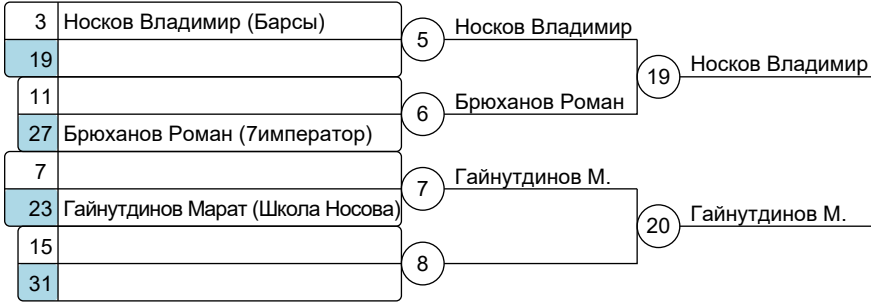 3 Носков Владимир (Барсы)
5 Носков Владимир
19
19 Носков Владимир
11
6 Брюханов Роман
27 Брюханов Роман (7император)
7
7 Гайнутдинов М.
23 Гайнутдинов Марат (Школа Носова)
20 Гайнутдинов М.
15
8
31